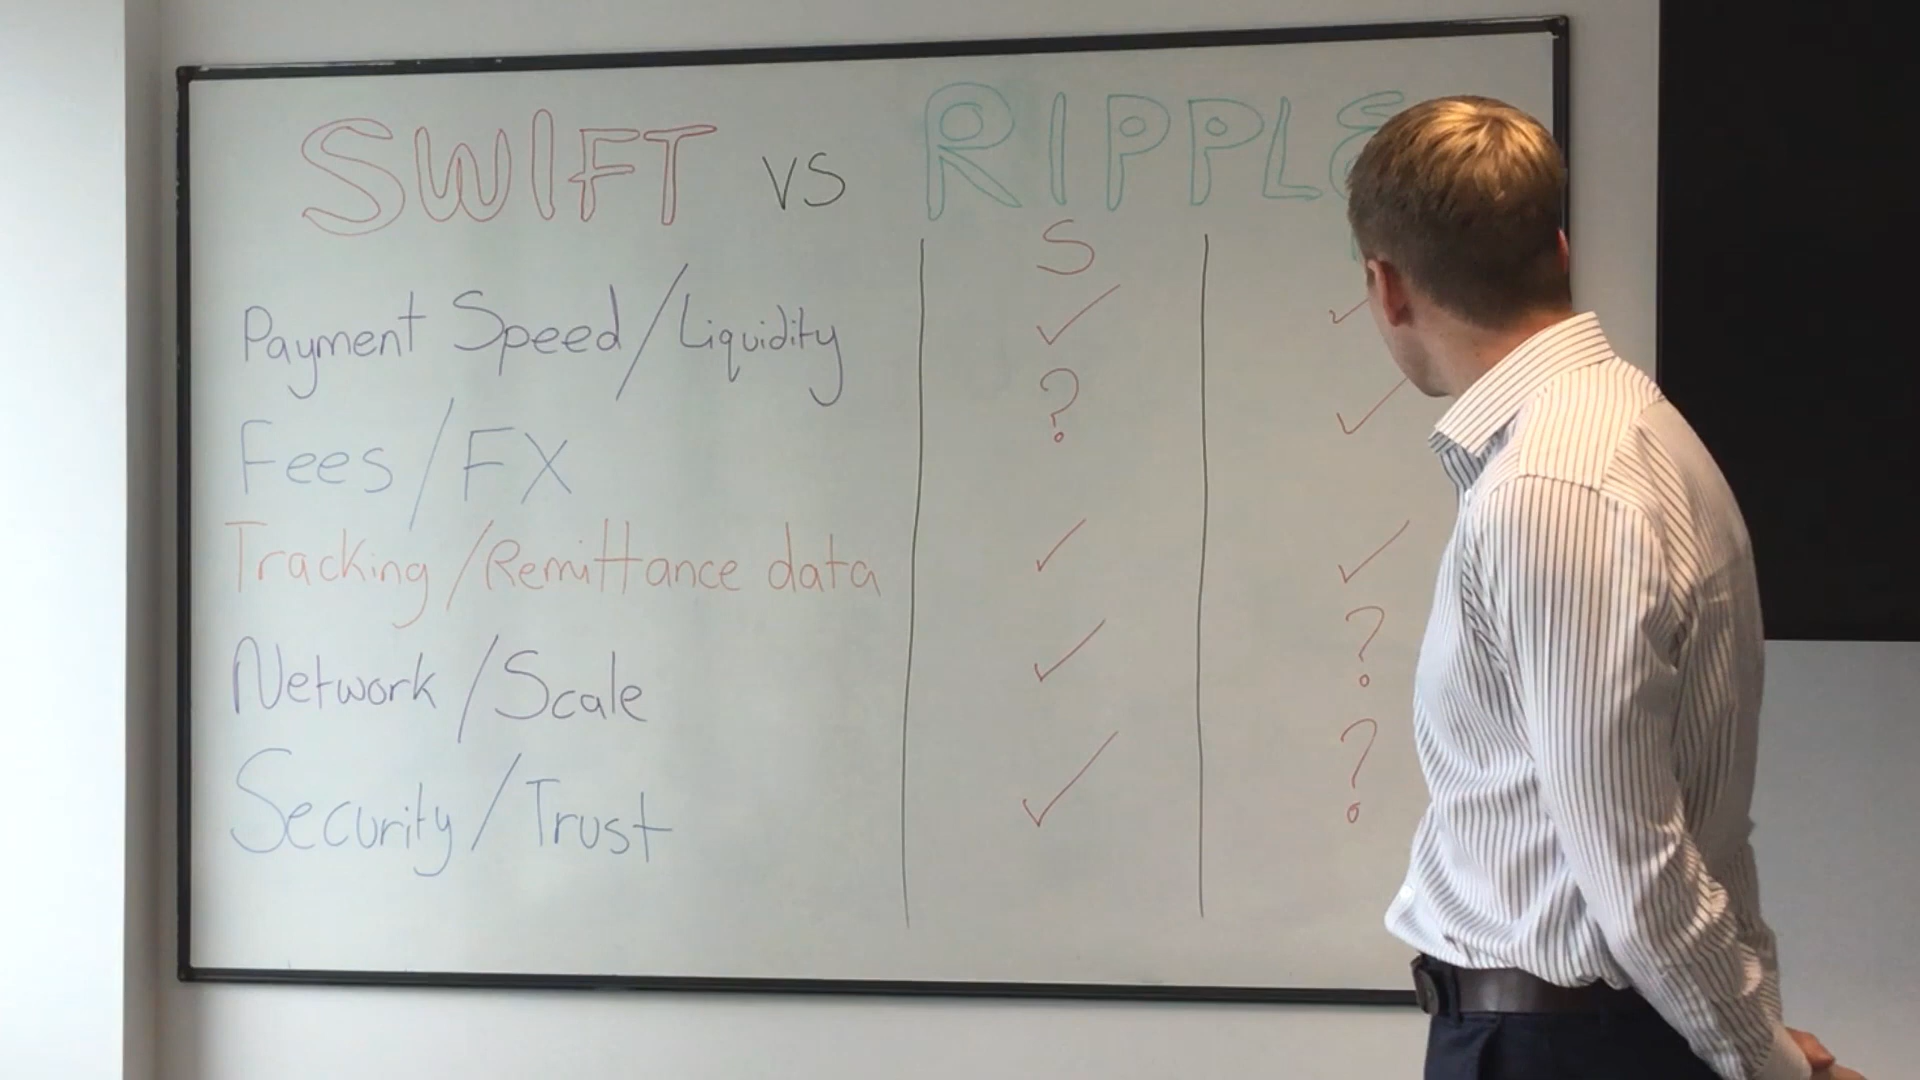 SWIFT vs RIPPLE
S
Payment Speed/Liquidity ✓ ✓
Fees/FX ? ✓
Tracking/Remittance data ✓ ✓
Network/Scale ✓ ?
Security/Trust ✓ ?